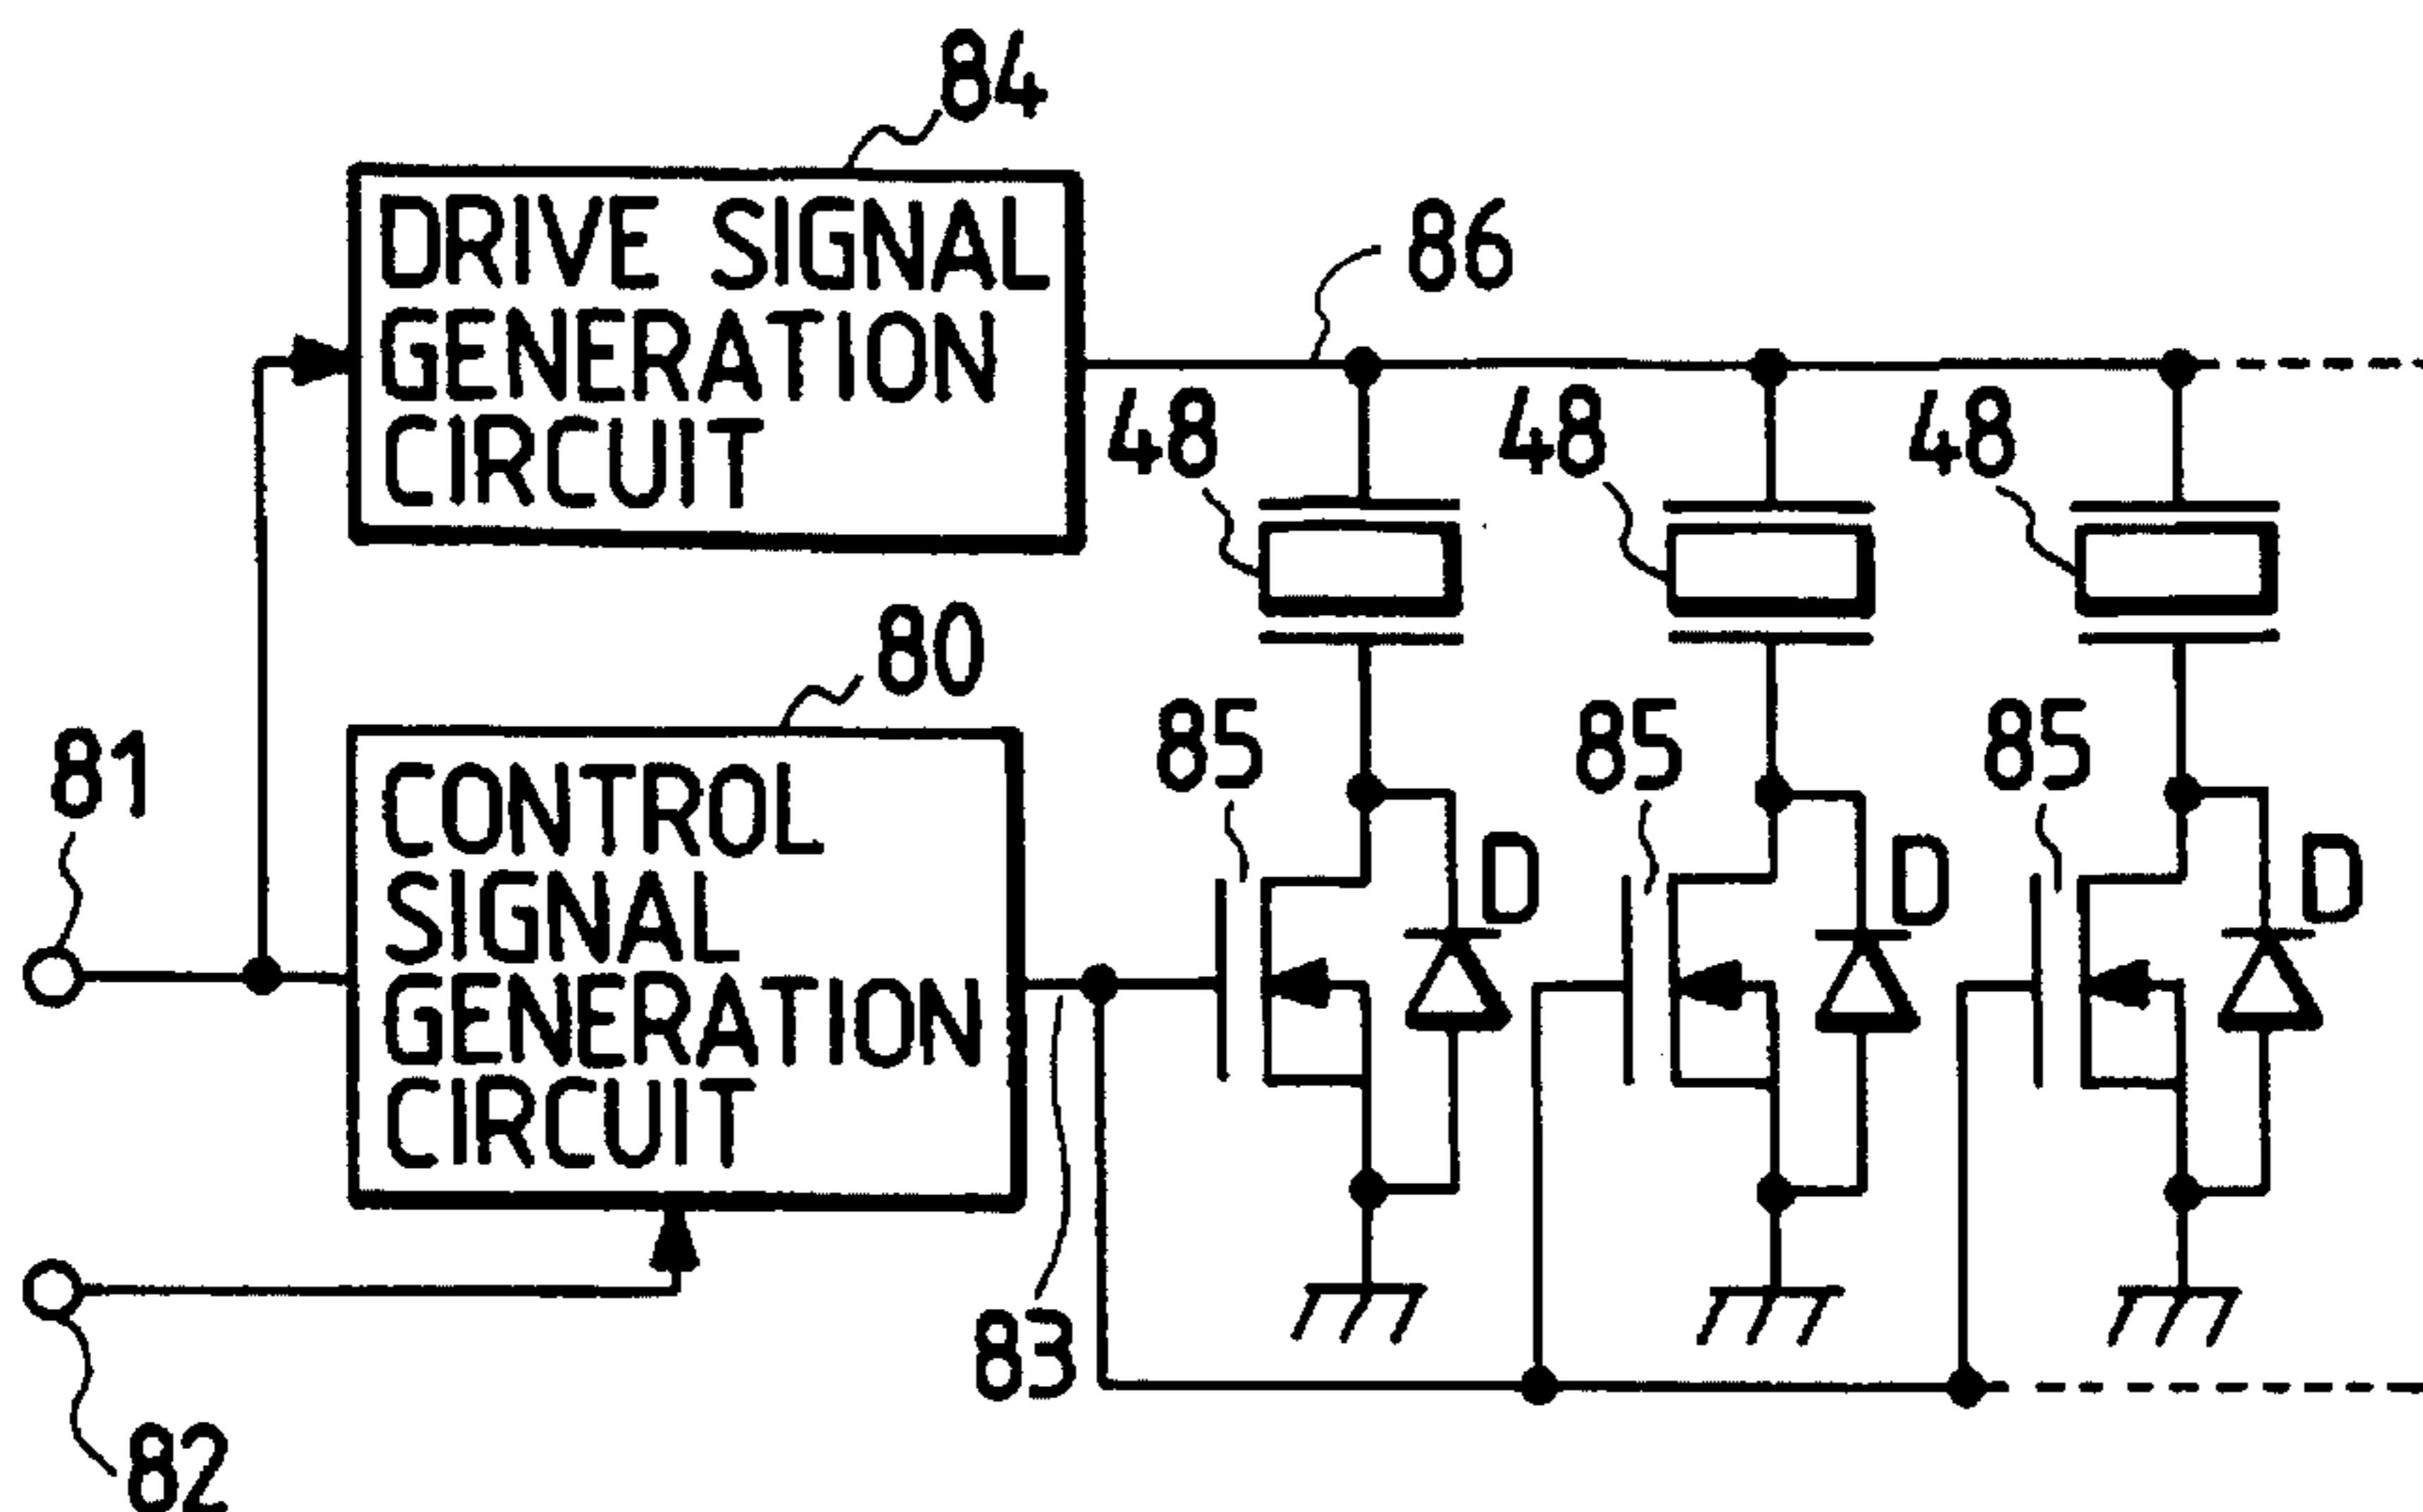 84
DRIVE SIGNAL
GENERATION
CIRCUIT
86
48 48 48
80
81
CONTROL
SIGNAL
GENERATION
CIRCUIT
85 85 85
D D D
83
82